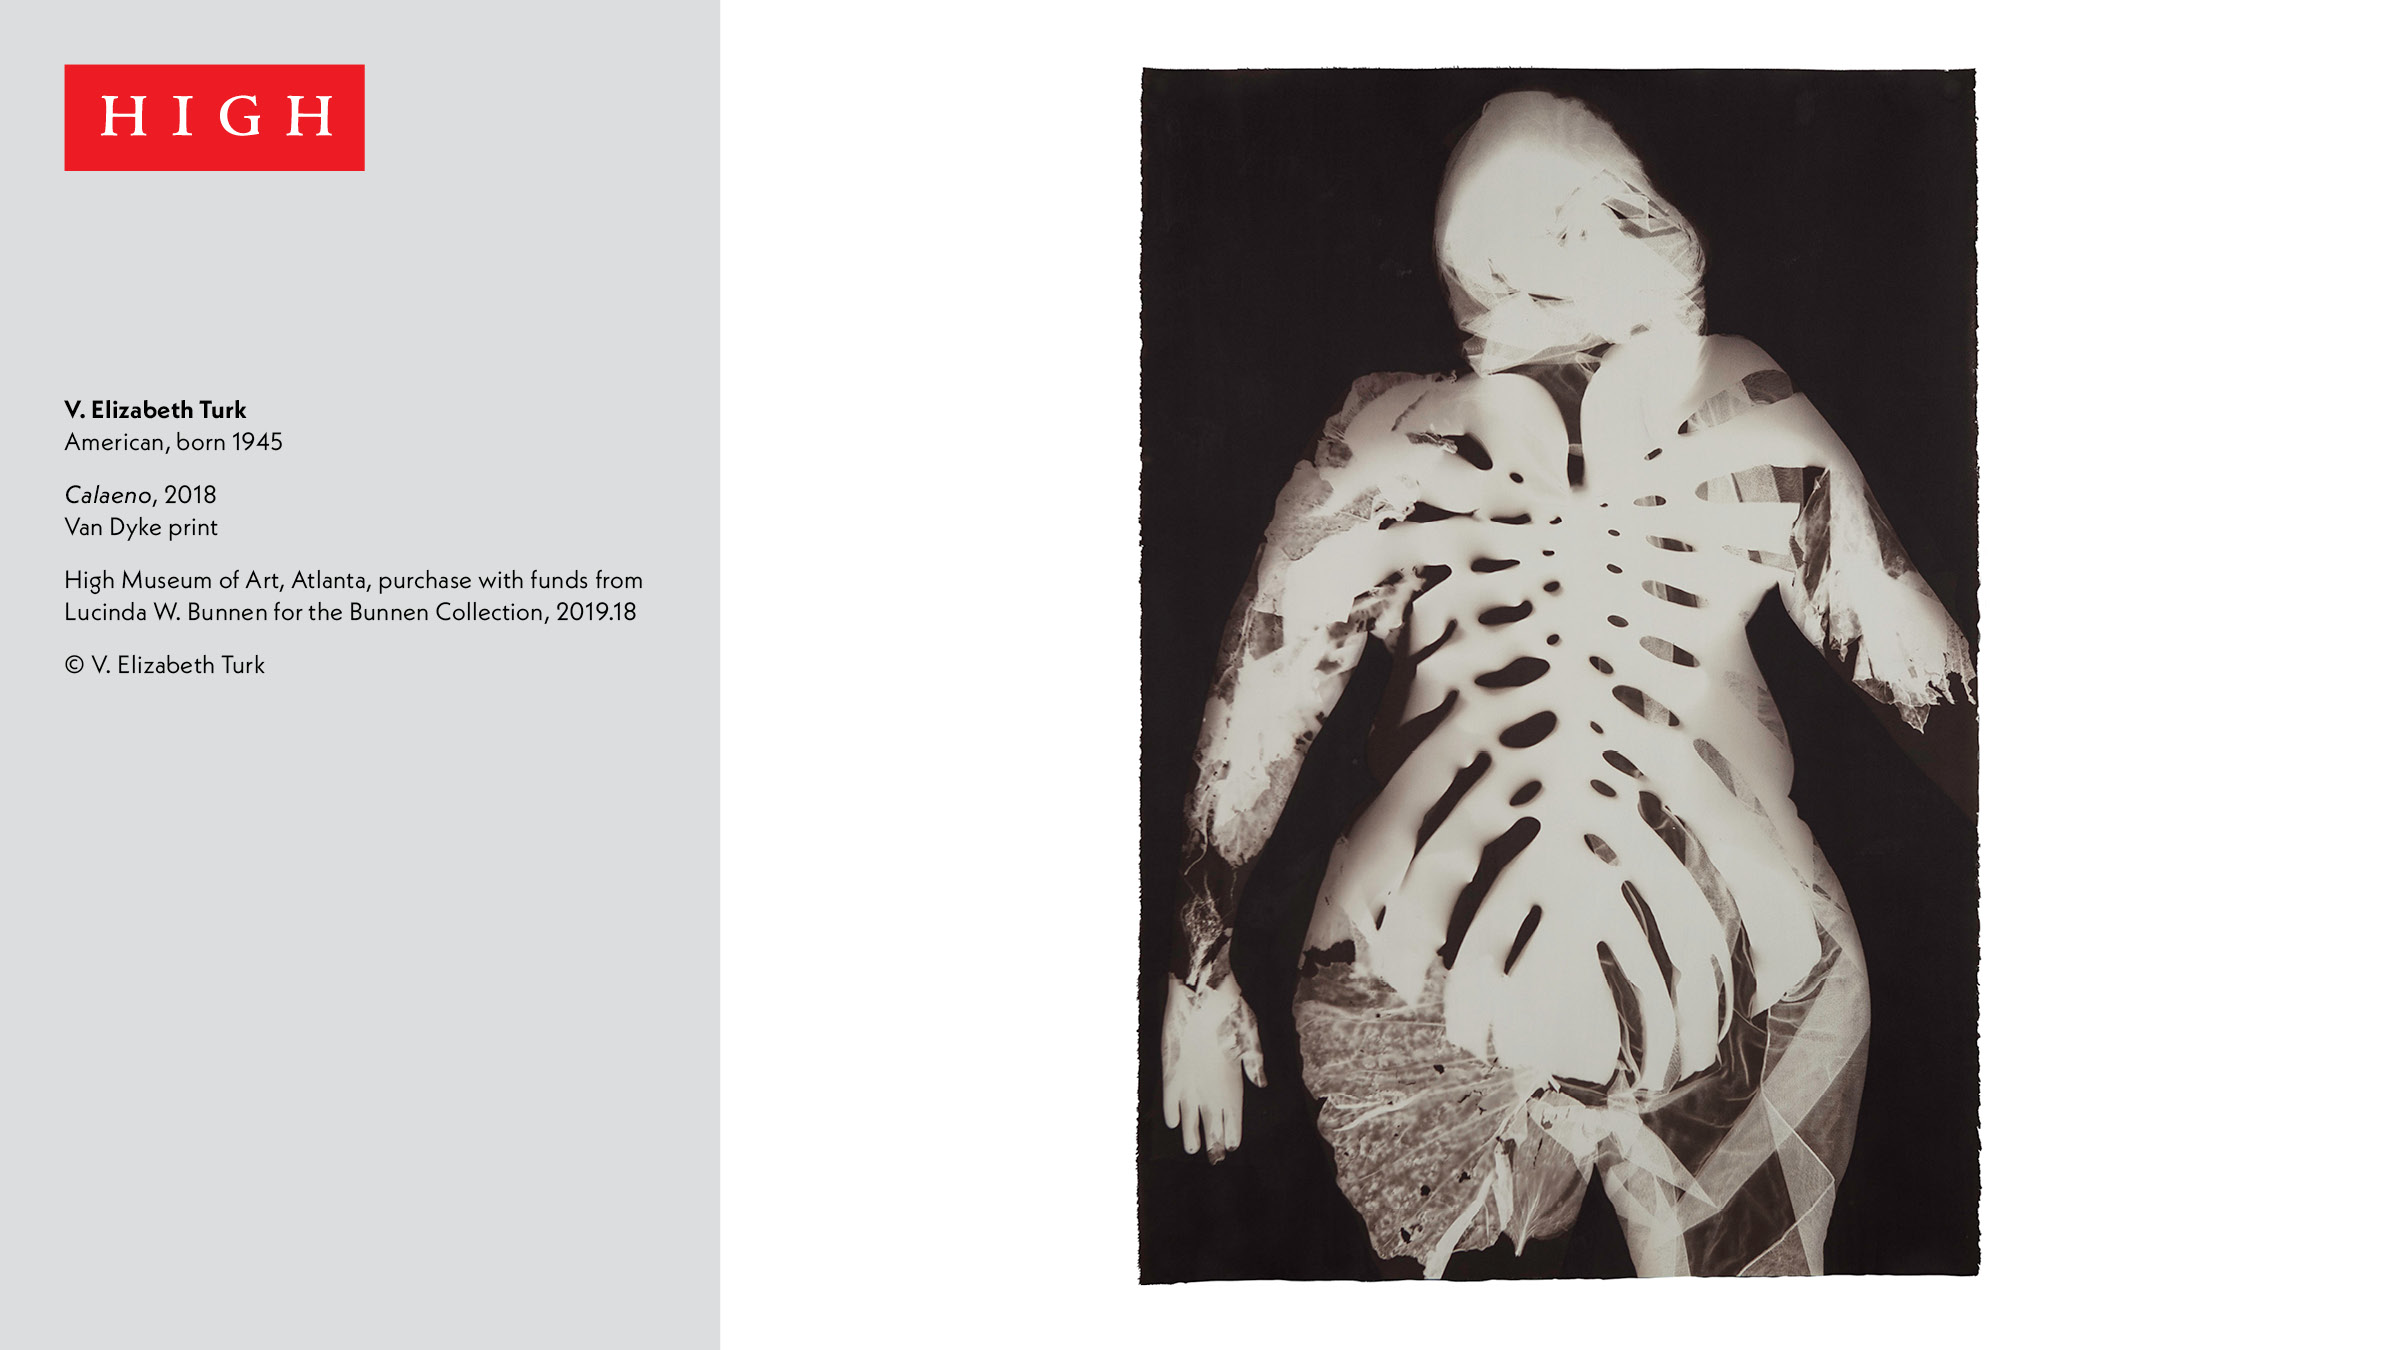 HIGH
V. Elizabeth Turk
American, born 1945
Calaeno, 2018
Van Dyke print
High Museum of Art, Atlanta, purchase with funds from
Lucinda W. Bunnen for the Bunnen Collection, 2019.18
© V. Elizabeth Turk